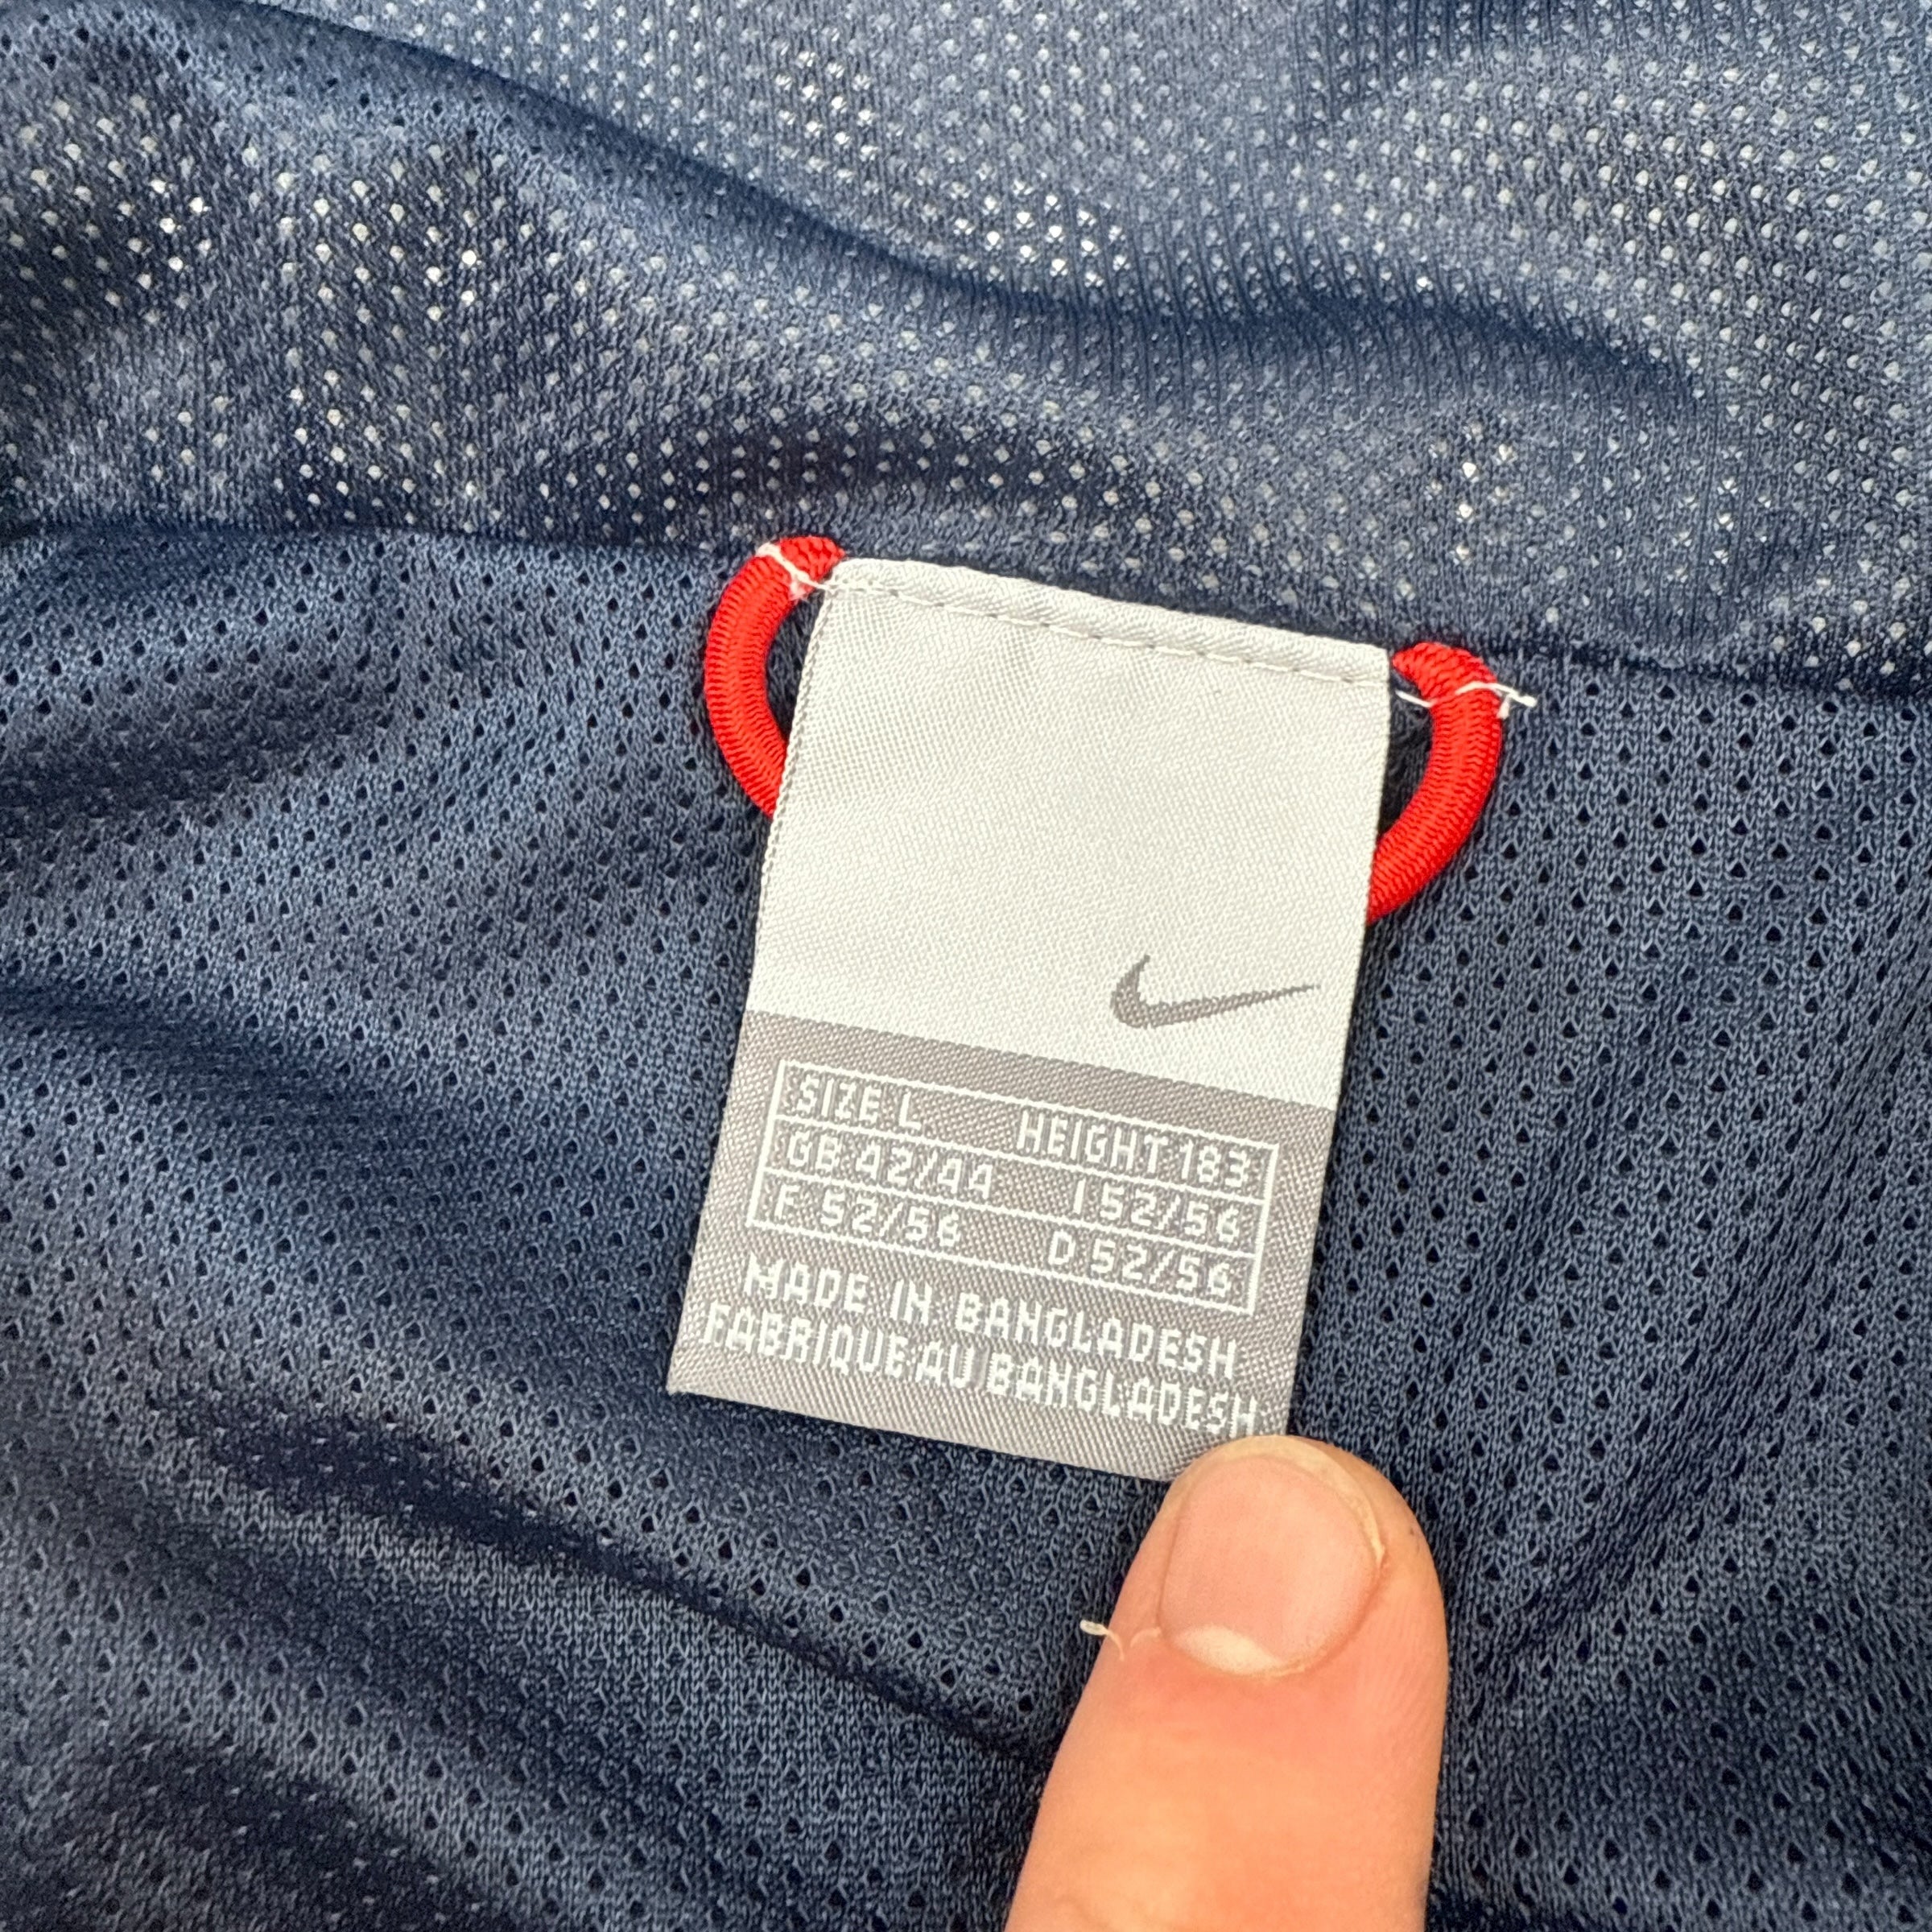 SIZE L HEIGHT 183
GB 42/44 I 52/56
F 52/56 D 52/56
MADE IN BANGLADESH
FABRIQUE AU BANGLADESH